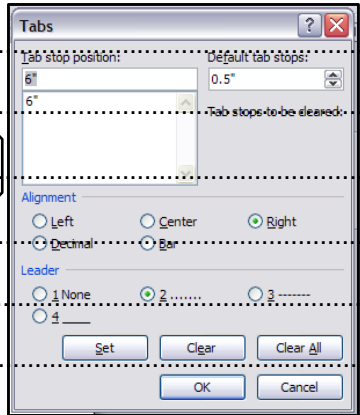 Tabs
Tab stop position:
Default tab stops:
6"
0.5"
6"
Tab stops to be cleared:
Alignment
Left
Center
Right
Decimal
Bar
Leader
1 None
2 .......
3 -------
4 ____
Set
Clear
Clear All
OK
Cancel